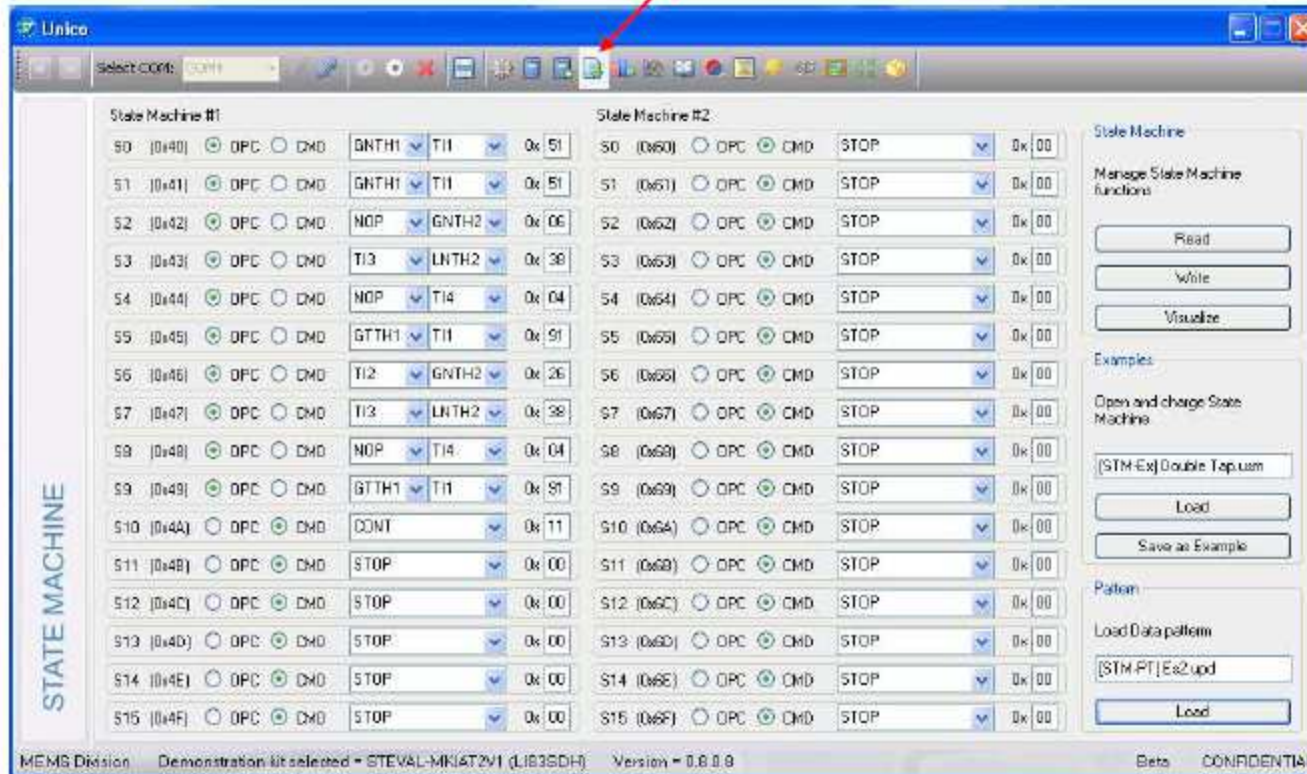 Unico
Select COM: COM1
STATE MACHINE
State Machine #1
S0 (0x40) OPC CMD GNTH1 TI1 0x 51
S1 (0x41) OPC CMD GNTH1 TI1 0x 51
S2 (0x42) OPC CMD NOP GNTH2 0x 06
S3 (0x43) OPC CMD TI3 LNTH2 0x 38
S4 (0x44) OPC CMD NOP TI4 0x 04
S5 (0x45) OPC CMD GTTH1 TI1 0x 91
S6 (0x46) OPC CMD TI2 GNTH2 0x 26
S7 (0x47) OPC CMD TI3 LNTH2 0x 38
S8 (0x48) OPC CMD NOP TI4 0x 04
S9 (0x49) OPC CMD GTTH1 TI1 0x 91
S10 (0x4A) OPC CMD CONT 0x 11
S11 (0x4B) OPC CMD STOP 0x 00
S12 (0x4C) OPC CMD STOP 0x 00
S13 (0x4D) OPC CMD STOP 0x 00
S14 (0x4E) OPC CMD STOP 0x 00
S15 (0x4F) OPC CMD STOP 0x 00
State Machine #2
S0 (0x60) OPC CMD STOP 0x 00
S1 (0x61) OPC CMD STOP 0x 00
S2 (0x62) OPC CMD STOP 0x 00
S3 (0x63) OPC CMD STOP 0x 00
S4 (0x64) OPC CMD STOP 0x 00
S5 (0x65) OPC CMD STOP 0x 00
S6 (0x66) OPC CMD STOP 0x 00
S7 (0x67) OPC CMD STOP 0x 00
S8 (0x68) OPC CMD STOP 0x 00
S9 (0x69) OPC CMD STOP 0x 00
S10 (0x6A) OPC CMD STOP 0x 00
S11 (0x6B) OPC CMD STOP 0x 00
S12 (0x6C) OPC CMD STOP 0x 00
S13 (0x6D) OPC CMD STOP 0x 00
S14 (0x6E) OPC CMD STOP 0x 00
S15 (0x6F) OPC CMD STOP 0x 00
State Machine
Manage State Machine
functions
Read
Write
Visualize
Examples
Open and charge State
Machine
[STM-Ex] Double Tap.usm
Load
Save as Example
Pattern
Load Data pattern
[STM-PT] Ex2.upd
Load
MEMS Division Demonstration kit selected = STEVAL-MKIAT2V1 (LIS3SDH) Version = 0.8.0.8 Beta CONFIDENTIA